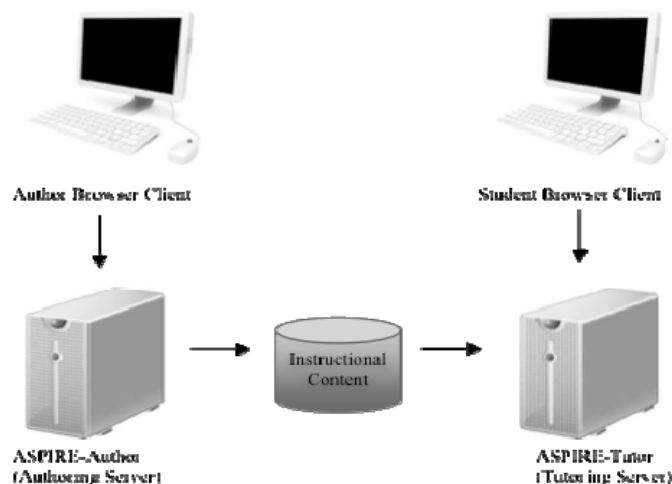 Author Browser Client
Student Browser Client
Instructional
Content
ASPIRE-Author
(Authoring Server)
ASPIRE-Tutor
(Tutoring Server)